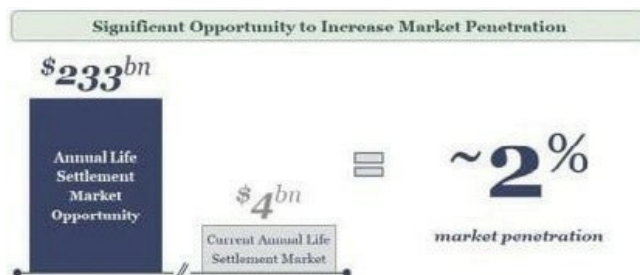 Significant Opportunity to Increase Market Penetration
$233bn
Annual Life
Settlement
Market
Opportunity
$4bn
Current Annual Life
Settlement Market
=
~2%
market penetration